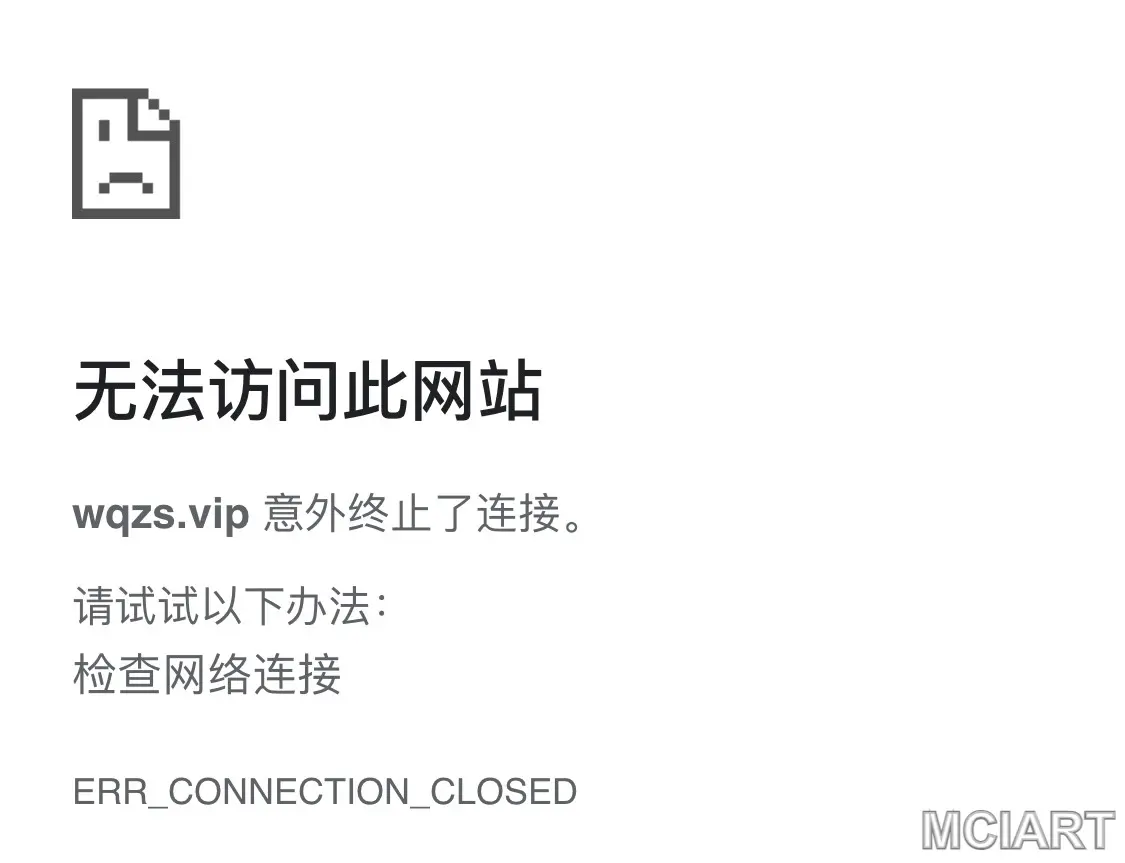 无法访问此网站
wqzs.vip 意外终止了连接。
请试试以下办法：
检查网络连接
ERR_CONNECTION_CLOSED
MCIART